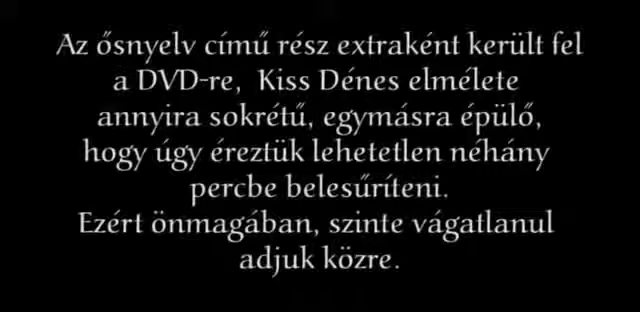 Az ősnyelv című rész extraként került fel
a DVD-re, Kiss Dénes elmélete
annyira sokrétű, egymásra épülő,
hogy úgy éreztük lehetetlen néhány
percbe belesűríteni.
Ezért önmagában, szinte vágatlanul
adjuk közre.